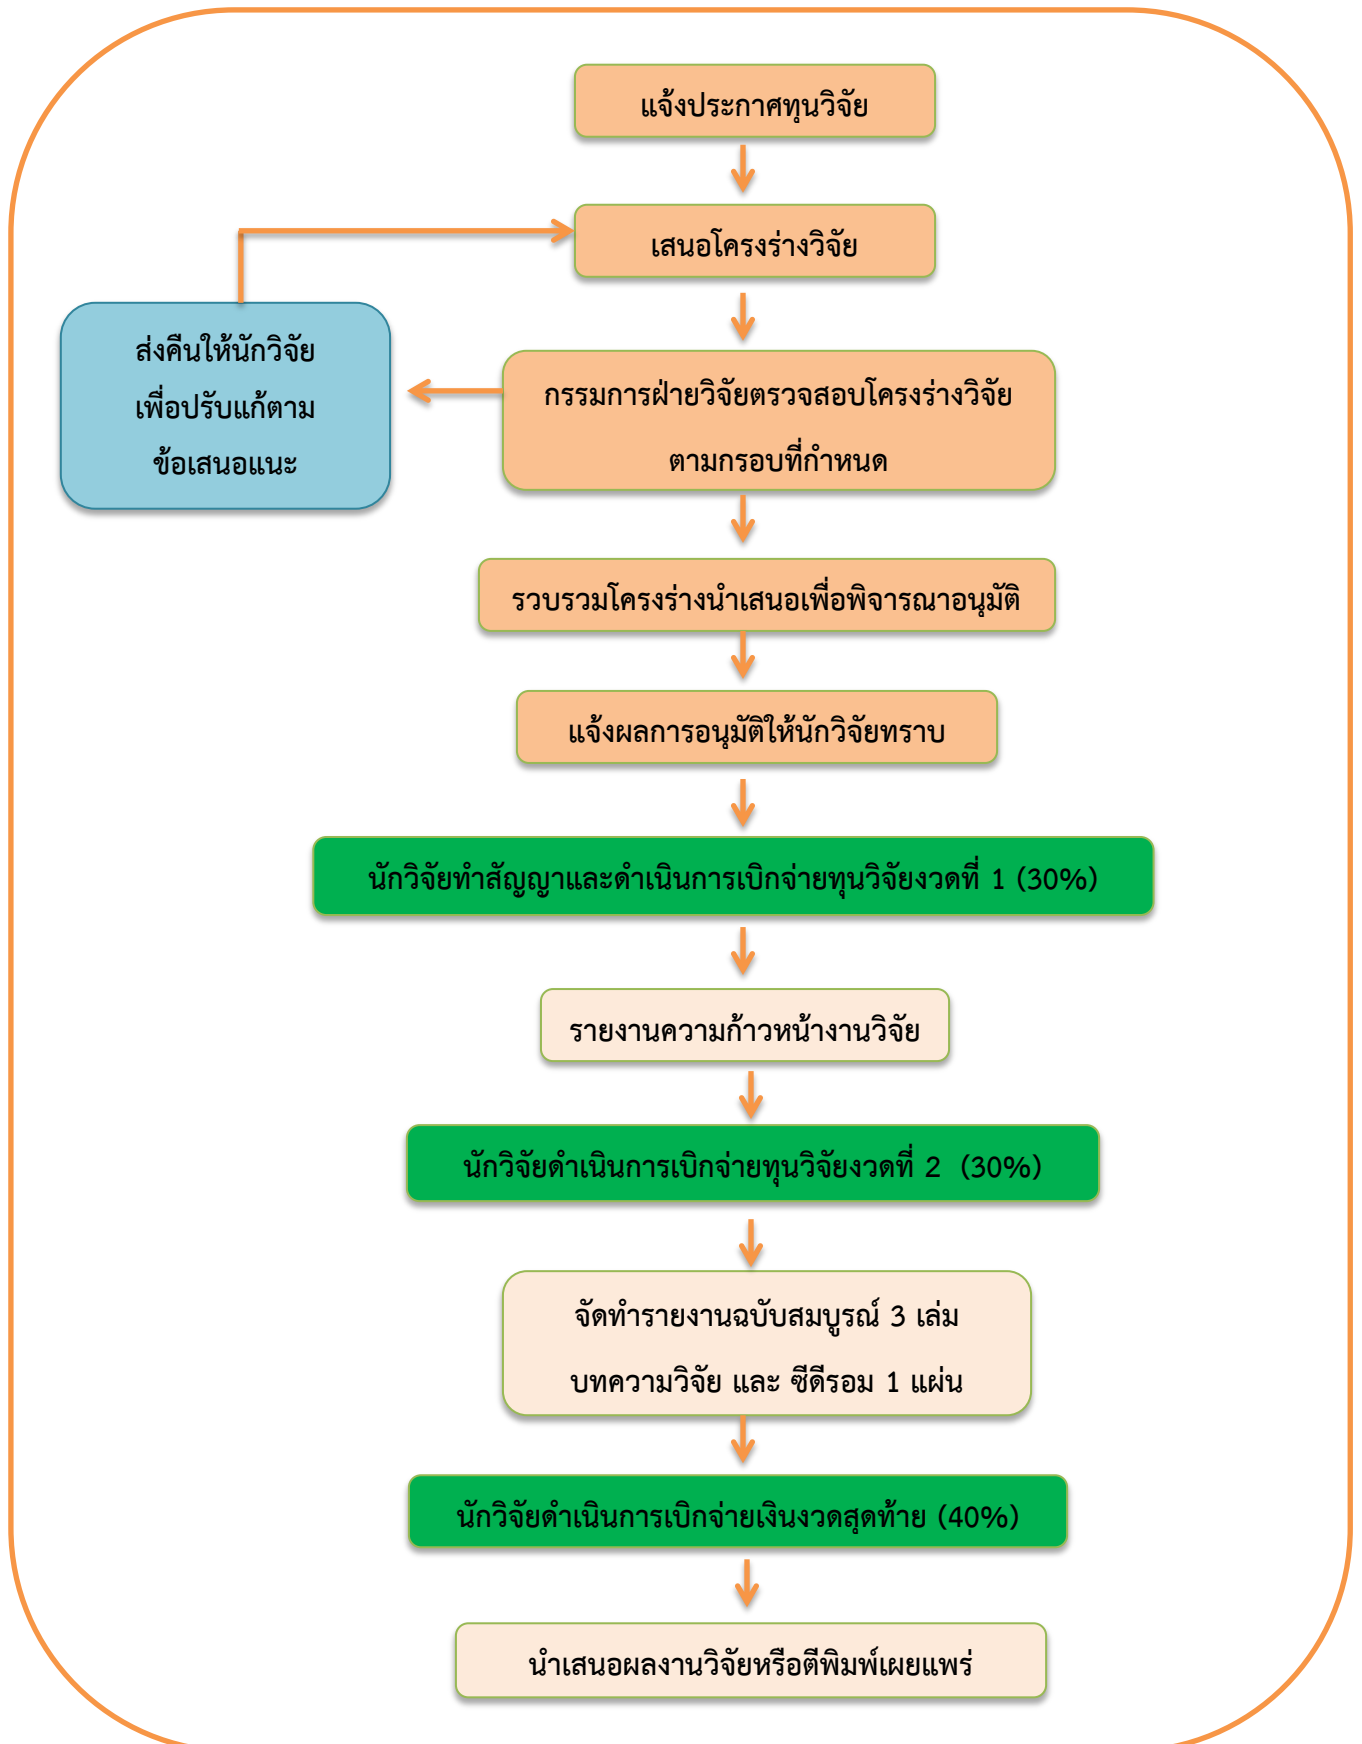 แจ้งประกาศทุนวิจัย
เสนอโครงร่างวิจัย
ส่งคืนให้นักวิจัย
เพื่อปรับแก้ตาม
ข้อเสนอแนะ
กรรมการฝ่ายวิจัยตรวจสอบโครงร่างวิจัย
ตามกรอบที่กำหนด
รวบรวมโครงร่างนำเสนอเพื่อพิจารณาอนุมัติ
แจ้งผลการอนุมัติให้นักวิจัยทราบ
นักวิจัยทำสัญญาและดำเนินการเบิกจ่ายทุนวิจัยงวดที่ 1 (30%)
รายงานความก้าวหน้างานวิจัย
นักวิจัยดำเนินการเบิกจ่ายทุนวิจัยงวดที่ 2 (30%)
จัดทำรายงานฉบับสมบูรณ์ 3 เล่ม
บทความวิจัย และ ซีดีรอม 1 แผ่น
นักวิจัยดำเนินการเบิกจ่ายเงินงวดสุดท้าย (40%)
นำเสนอผลงานวิจัยหรือตีพิมพ์เผยแพร่